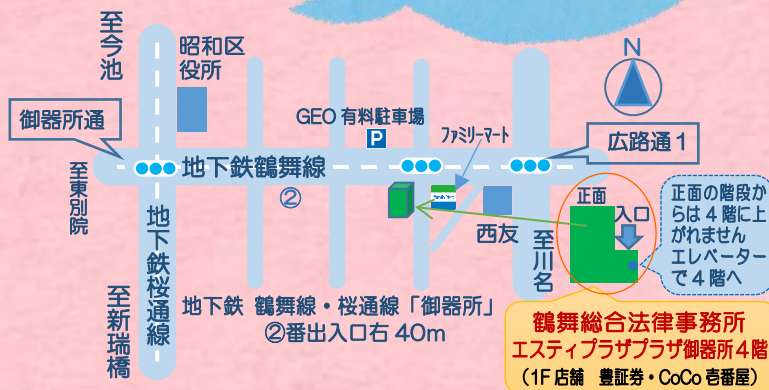 至今池
昭和区
役所
N
御器所通
GEO 有料駐車場
P
ファミリーマート
広路通1
至東別院
地下鉄鶴舞線
②
FamilyMart
西友
至川名
正面
入口
正面の階段か
らは4階に上
がれません
エレベーター
で4階へ
地下鉄桜通線
至新瑞橋
地下鉄 鶴舞線・桜通線「御器所」
②番出入口右40m
鶴舞総合法律事務所
エスティプラザプラザ御器所4階
(1F店舗 豊証券・CoCo壱番屋)